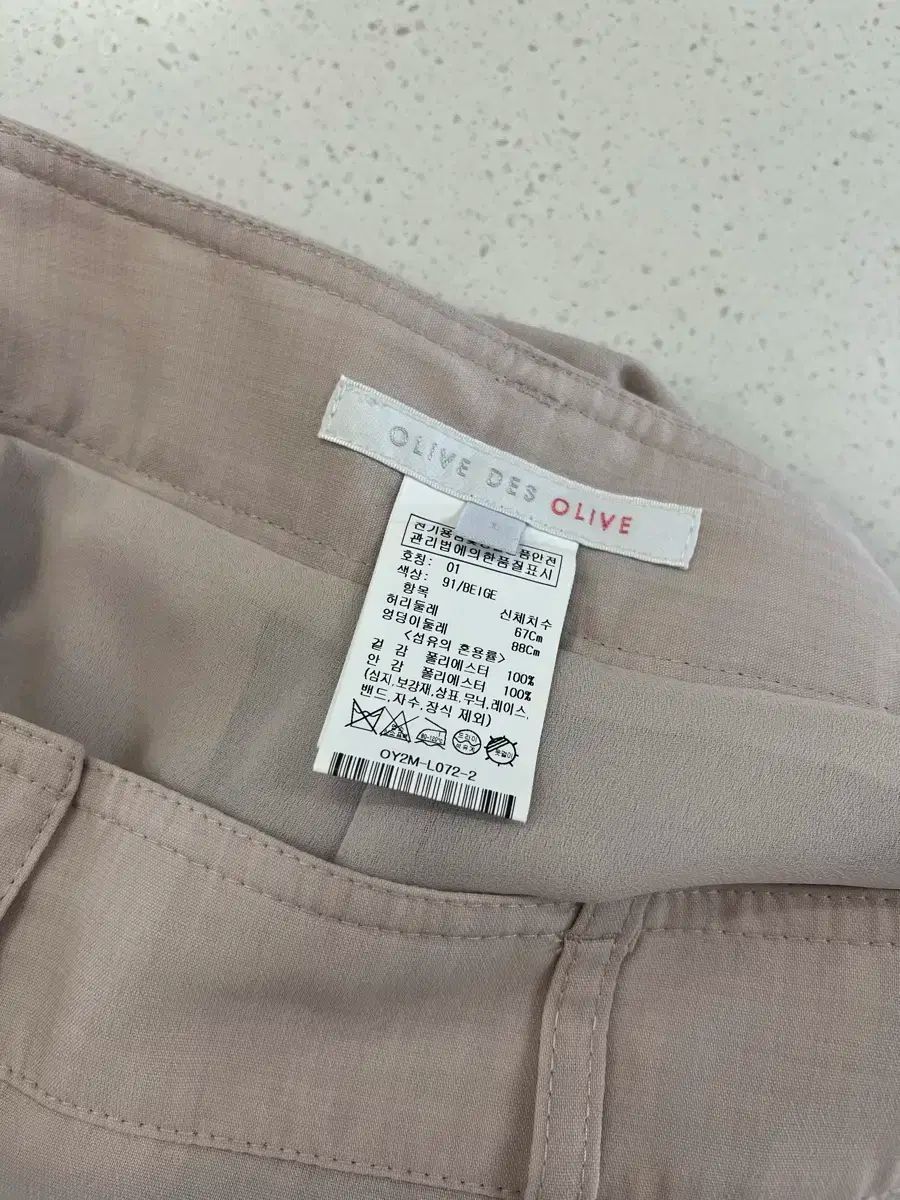 OLIVE DES OLIVE
관리법에의한품질표시
호칭: 01
색상: 91/BEIGE
항목 신체치수
허리둘레 67Cm
엉덩이둘레 88Cm
<섬유의 혼용률>
겉 감 폴리에스터 100%
안 감 폴리에스터 100%
(심지,보강재,상표,무늬,레이스,
밴드,자수,장식 제외)
OY2M-L072-2